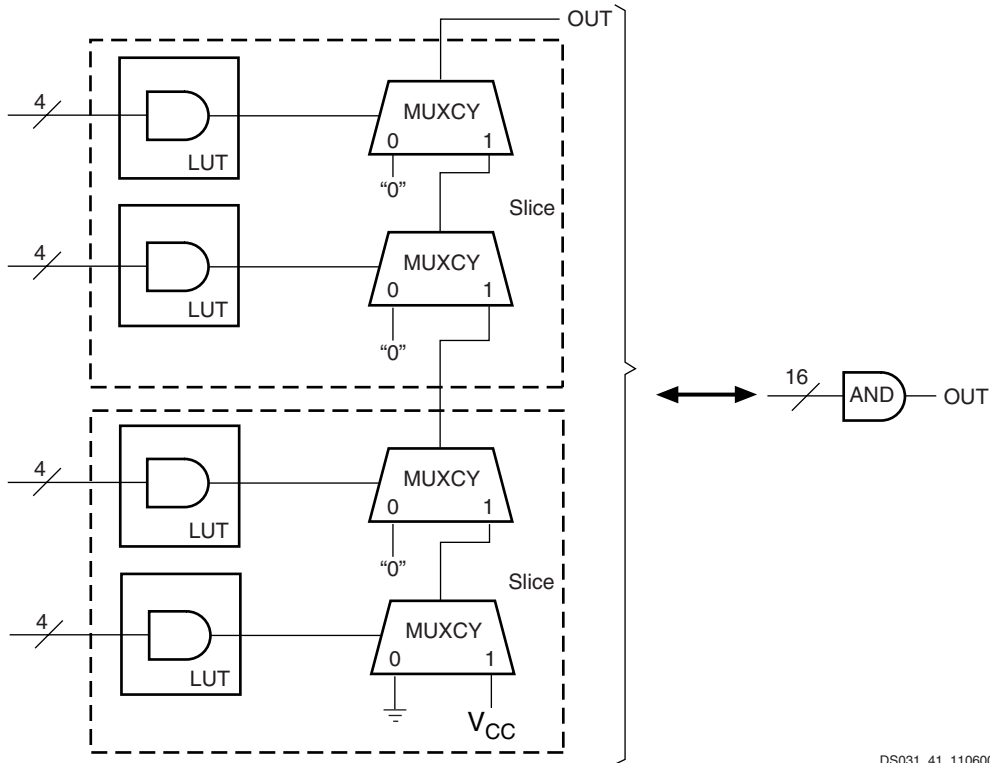 OUT
4
LUT
MUXCY
0 1
“0”
Slice
4
LUT
MUXCY
0 1
“0”
16
AND
OUT
4
LUT
MUXCY
0 1
“0”
Slice
4
LUT
MUXCY
0 1
VCC
DS031_41_110600